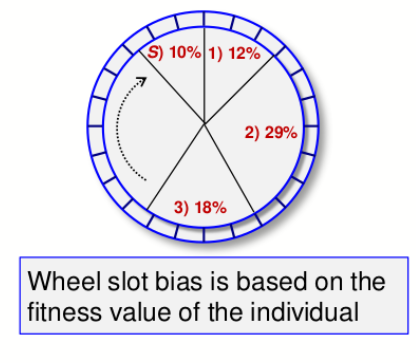 S) 10% 1) 12%
2) 29%
3) 18%
Wheel slot bias is based on the
fitness value of the individual